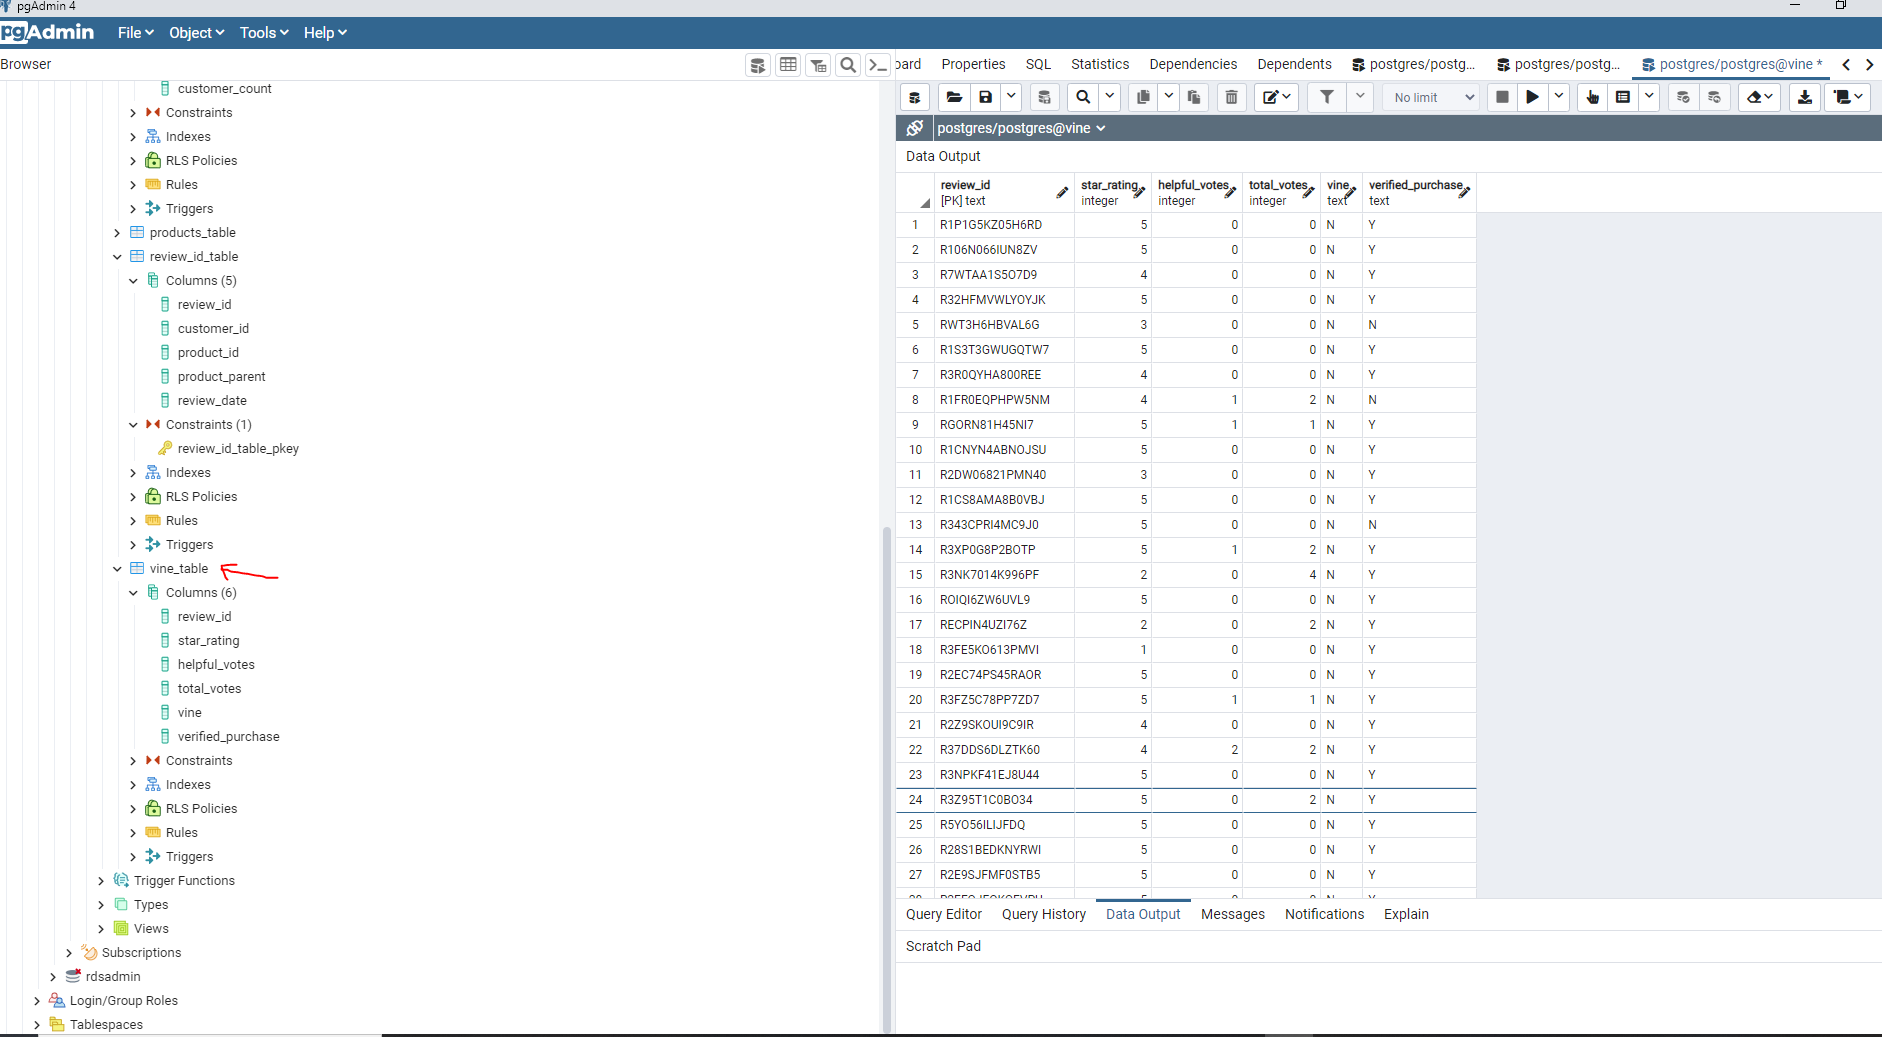 pgAdmin 4
pgAdmin File Object Tools Help
Browser
customer_count
Constraints
Indexes
RLS Policies
Rules
Triggers
products_table
review_id_table
Columns (5)
review_id
customer_id
product_id
product_parent
review_date
Constraints (1)
review_id_table_pkey
Indexes
RLS Policies
Rules
Triggers
vine_table
Columns (6)
review_id
star_rating
helpful_votes
total_votes
vine
verified_purchase
Constraints
Indexes
RLS Policies
Rules
Triggers
Trigger Functions
Types
Views
Subscriptions
rdsadmin
Login/Group Roles
Tablespaces
oard Properties SQL Statistics Dependencies Dependents postgres/postg... postgres/postg... postgres/postgres@vine *
No limit
postgres/postgres@vine
Data Output
review_id star_rating helpful_votes total_votes vine verified_purchase
[PK] text integer integer integer text text
1 R1P1G5KZ05H6RD 5 0 0 N Y
2 R106N066IUN8ZV 5 0 0 N Y
3 R7WTAA1S5O7D9 4 0 0 N Y
4 R32HFMVWLYOYJK 5 0 0 N Y
5 RWT3H6HBVAL6G 3 0 0 N N
6 R1S3T3GWUGQTW7 5 0 0 N Y
7 R3R0QYHA800REE 4 0 0 N Y
8 R1FR0EQPHPW5NM 4 1 2 N N
9 RGORN81H45NI7 5 1 1 N Y
10 R1CNYN4ABNOJSU 5 0 0 N Y
11 R2DW06821PMN40 3 0 0 N Y
12 R1CS8AMA8B0VBJ 5 0 0 N Y
13 R343CPRI4MC9J0 5 0 0 N N
14 R3XP0G8P2BOTP 5 1 2 N Y
15 R3NK7014K996PF 2 0 4 N Y
16 ROIQI6ZW6UVL9 5 0 0 N Y
17 RECPIN4UZI76Z 2 0 2 N Y
18 R3FE5KO613PMVI 1 0 0 N Y
19 R2EC74PS45RAOR 5 0 0 N Y
20 R3FZ5C78PP7ZD7 5 1 1 N Y
21 R2Z9SKOUI9C9IR 4 0 0 N Y
22 R37DDS6DLZTK60 4 2 2 N Y
23 R3NPKF41EJ8U44 5 0 0 N Y
24 R3Z95T1C0BO34 5 0 2 N Y
25 R5YO56ILIJFDQ 5 0 0 N Y
26 R28S1BEDKNYRWI 5 0 0 N Y
27 R2E9SJFMF0STB5 5 0 0 N Y
Query Editor Query History Data Output Messages Notifications Explain
Scratch Pad